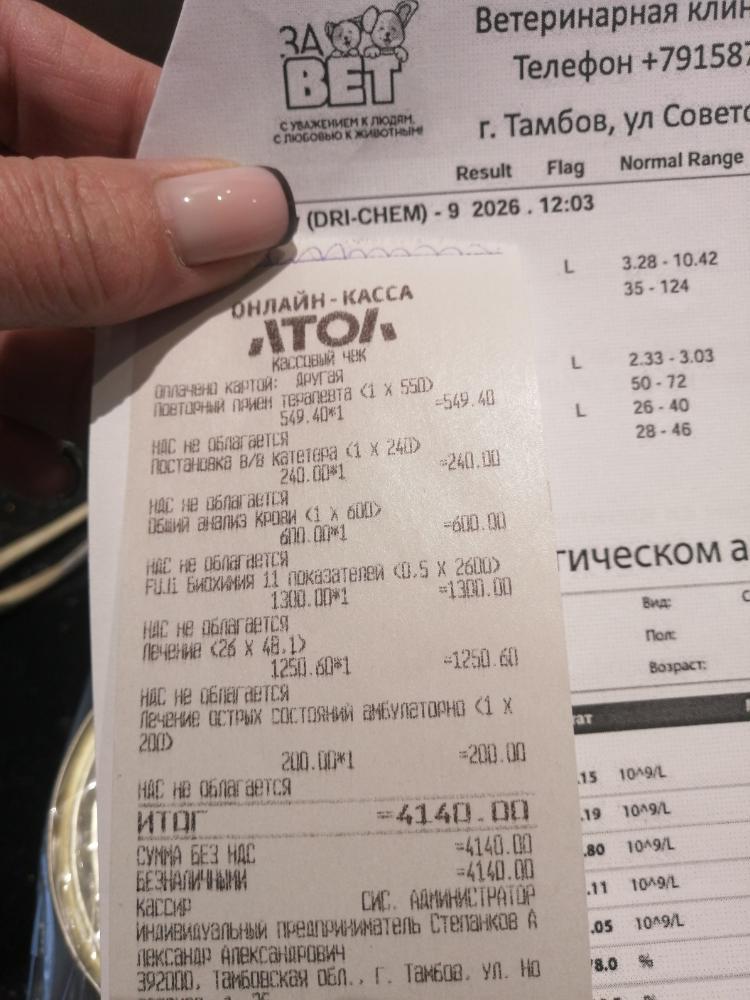 ЗА
ВЕТ
С УВАЖЕНИЕМ К ЛЮДЯМ,
С ЛЮБОВЬЮ К ЖИВОТНЫМ!
Ветеринарная клин
Телефон +791587
г. Тамбов, ул Советс
Result Flag Normal Range
(DRI-CHEM) - 9 2026 . 12:03
L 3.28 - 10.42
35 - 124
L 2.33 - 3.03
50 - 72
L 26 - 40
28 - 46
ОНЛАЙН-КАССА
АТОЛ
КАССОВЫЙ ЧЕК
ОПЛАЧЕНО КАРТОЙ: ДРУГАЯ
ПОВТОРНЫЙ ПРИЕМ ТЕРАПЕВТА (1 X 550)
549.40*1 =549.40
НДС НЕ ОБЛАГАЕТСЯ
ПОСТАНОВКА В/В КАТЕТЕРА (1 X 240)
240.00*1 =240.00
НДС НЕ ОБЛАГАЕТСЯ
ОБЩИЙ АНАЛИЗ КРОВИ (1 X 600)
600.00*1 =600.00
НДС НЕ ОБЛАГАЕТСЯ
FUJI БИОХИМИЯ 11 ПОКАЗАТЕЛЕЙ (0.5 X 2600)
1300.00*1 =1300.00
НДС НЕ ОБЛАГАЕТСЯ
ЛЕЧЕНИЕ (26 X 48.1)
1250.60*1 =1250.60
НДС НЕ ОБЛАГАЕТСЯ
ЛЕЧЕНИЕ ОСТРЫХ СОСТОЯНИЙ АМБУЛАТОРНО (1 X
200)
200.00*1 =200.00
НДС НЕ ОБЛАГАЕТСЯ
ИТОГ =4140.00
СУММА БЕЗ НДС =4140.00
БЕЗНАЛИЧНЫМИ =4140.00
КАССИР СИС. АДМИНИСТРАТОР
ИНДИВИДУАЛЬНЫЙ ПРЕДПРИНИМАТЕЛЬ СТЕПАНКОВ А
ЛЕКСАНДР АЛЕКСАНДРОВИЧ
392000, ТАМБОВСКАЯ ОБЛ., Г. ТАМБОВ, УЛ. НО
гическом а
Вид:
Пол:
Возраст:
ат
.15 10^9/L
.19 10^9/L
.80 10^9/L
.11 10^9/L
.05 10^9/L
8.0 %